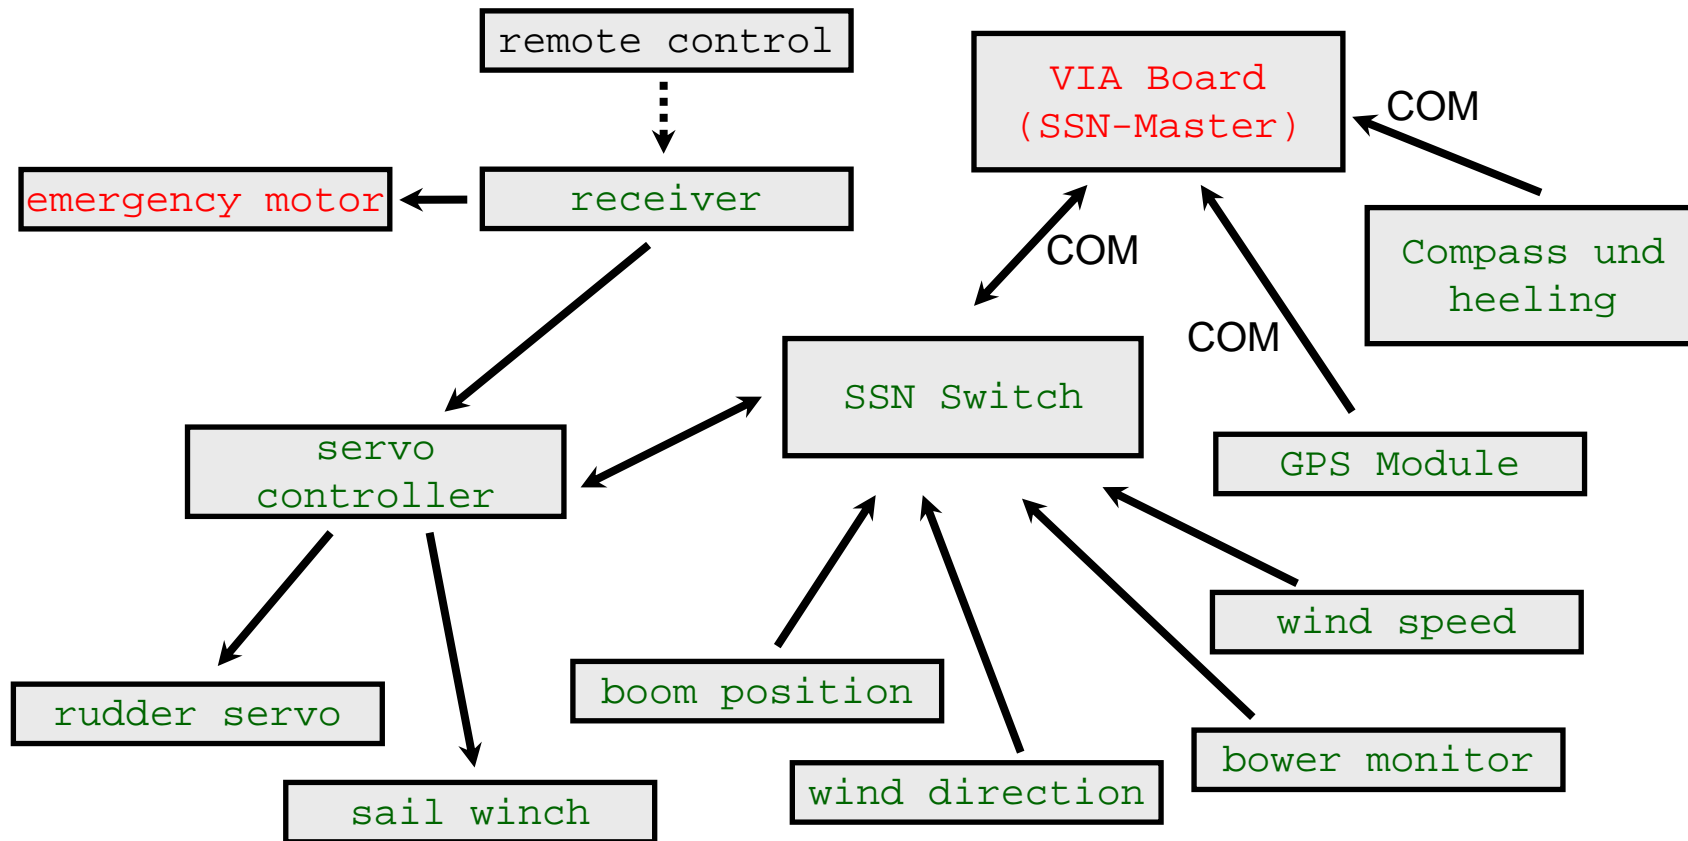 remote control
VIA Board
(SSN-Master)
COM
emergency motor
receiver
COM
Compass und
heeling
COM
SSN Switch
servo
controller
GPS Module
wind speed
boom position
rudder servo
bower monitor
wind direction
sail winch